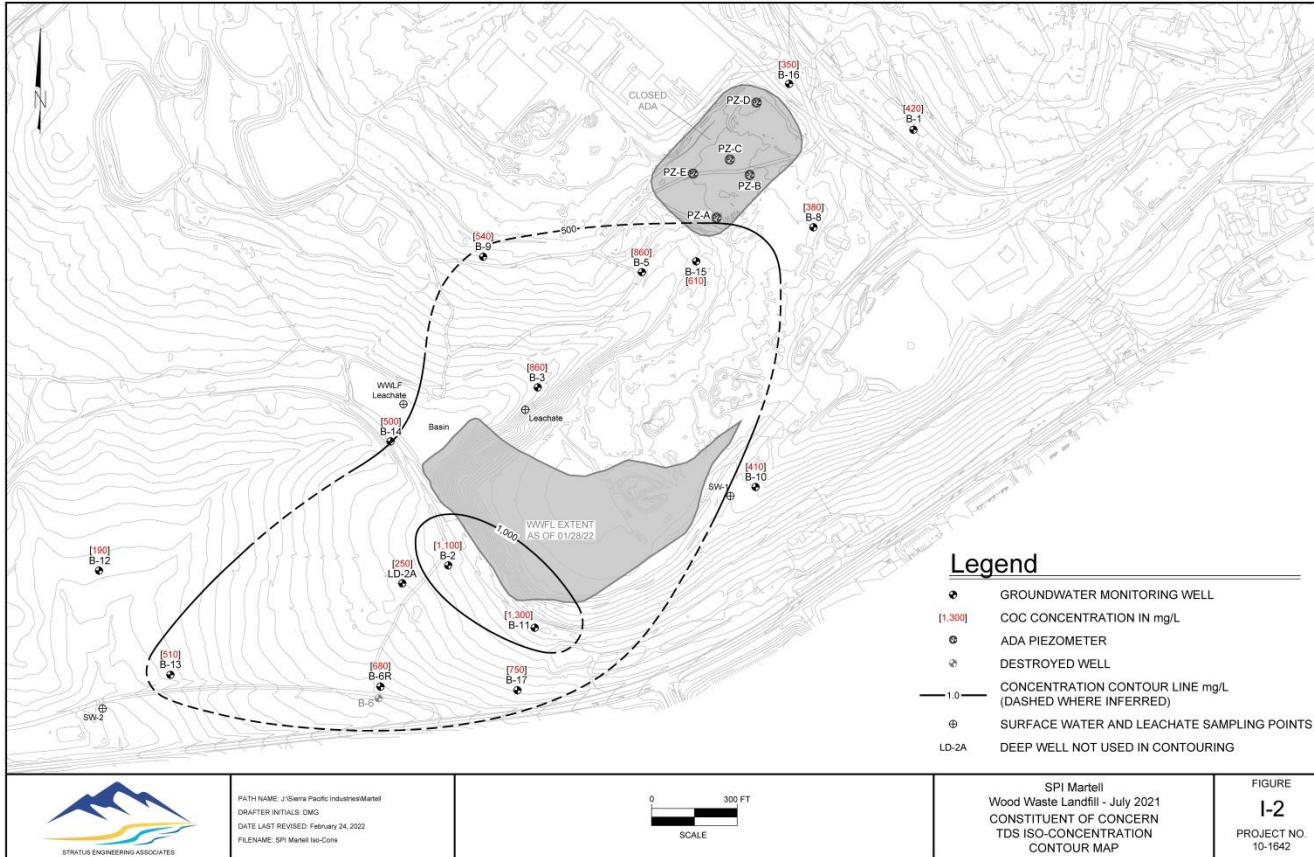 N
[350]
B-16
CLOSED
ADA
PZ-D
[420]
B-1
PZ-C
PZ-E
PZ-B
PZ-A
[380]
B-8
500
[540]
B-9
[860]
B-5
B-15
[610]
[860]
B-3
WWLF
Leachate
Leachate
[500]
B-14
Basin
[410]
B-10
SW-1
WWFL EXTENT
AS OF 01/28/22
1,000
[1,100]
B-2
[190]
B-12
[250]
LD-2A
[1,300]
B-11
[510]
B-13
[680]
B-6R
B-6
[750]
B-17
SW-2
Legend
GROUNDWATER MONITORING WELL
[1,300] COC CONCENTRATION IN mg/L
ADA PIEZOMETER
DESTROYED WELL
1.0 CONCENTRATION CONTOUR LINE mg/L
(DASHED WHERE INFERRED)
SURFACE WATER AND LEACHATE SAMPLING POINTS
LD-2A DEEP WELL NOT USED IN CONTOURING
STRATUS ENGINEERING ASSOCIATES
PATH NAME: J:\Sierra Pacific Industries\Martell
DRAFTER INITIALS: DMG
DATE LAST REVISED: February 24, 2022
FILENAME: SPI Martell Iso-Cons
0 300 FT
SCALE
SPI Martell
Wood Waste Landfill - July 2021
CONSTITUENT OF CONCERN
TDS ISO-CONCENTRATION
CONTOUR MAP
FIGURE
I-2
PROJECT NO.
10-1642